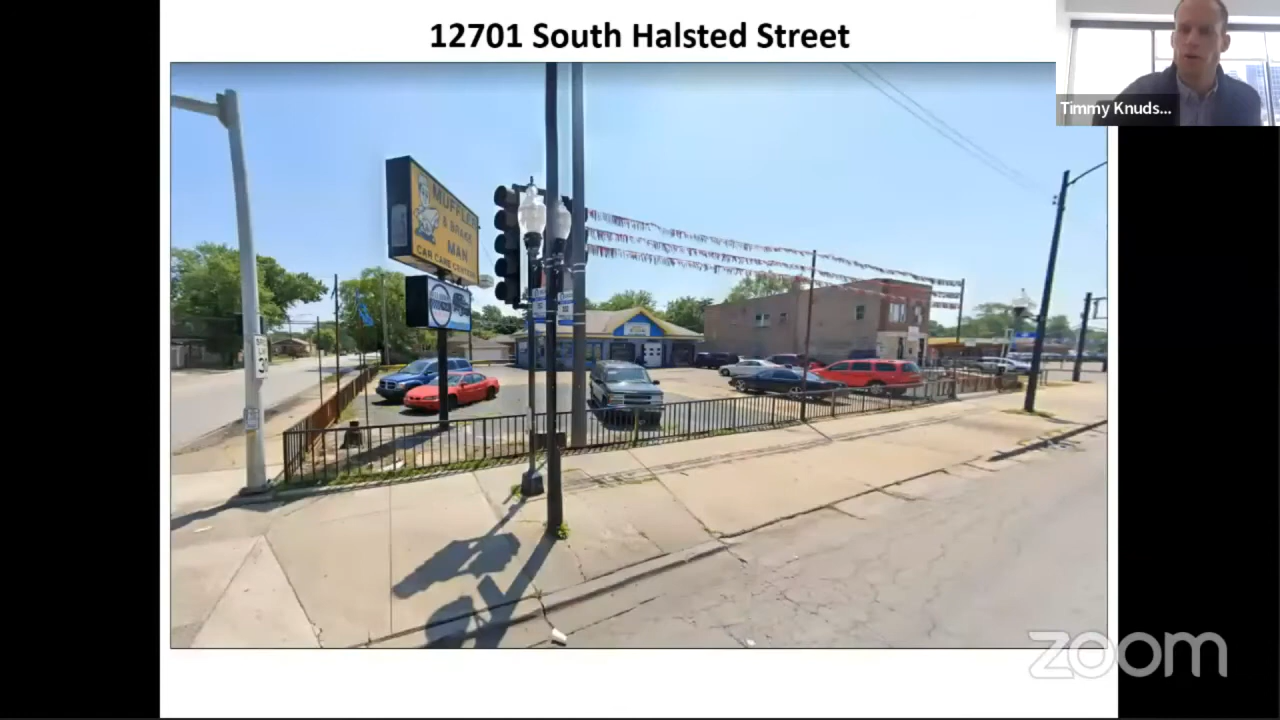 12701 South Halsted Street
Timmy Knuds...
MUFFLER
& BRAKE
MAN
CAR CARE CENTER
zoom